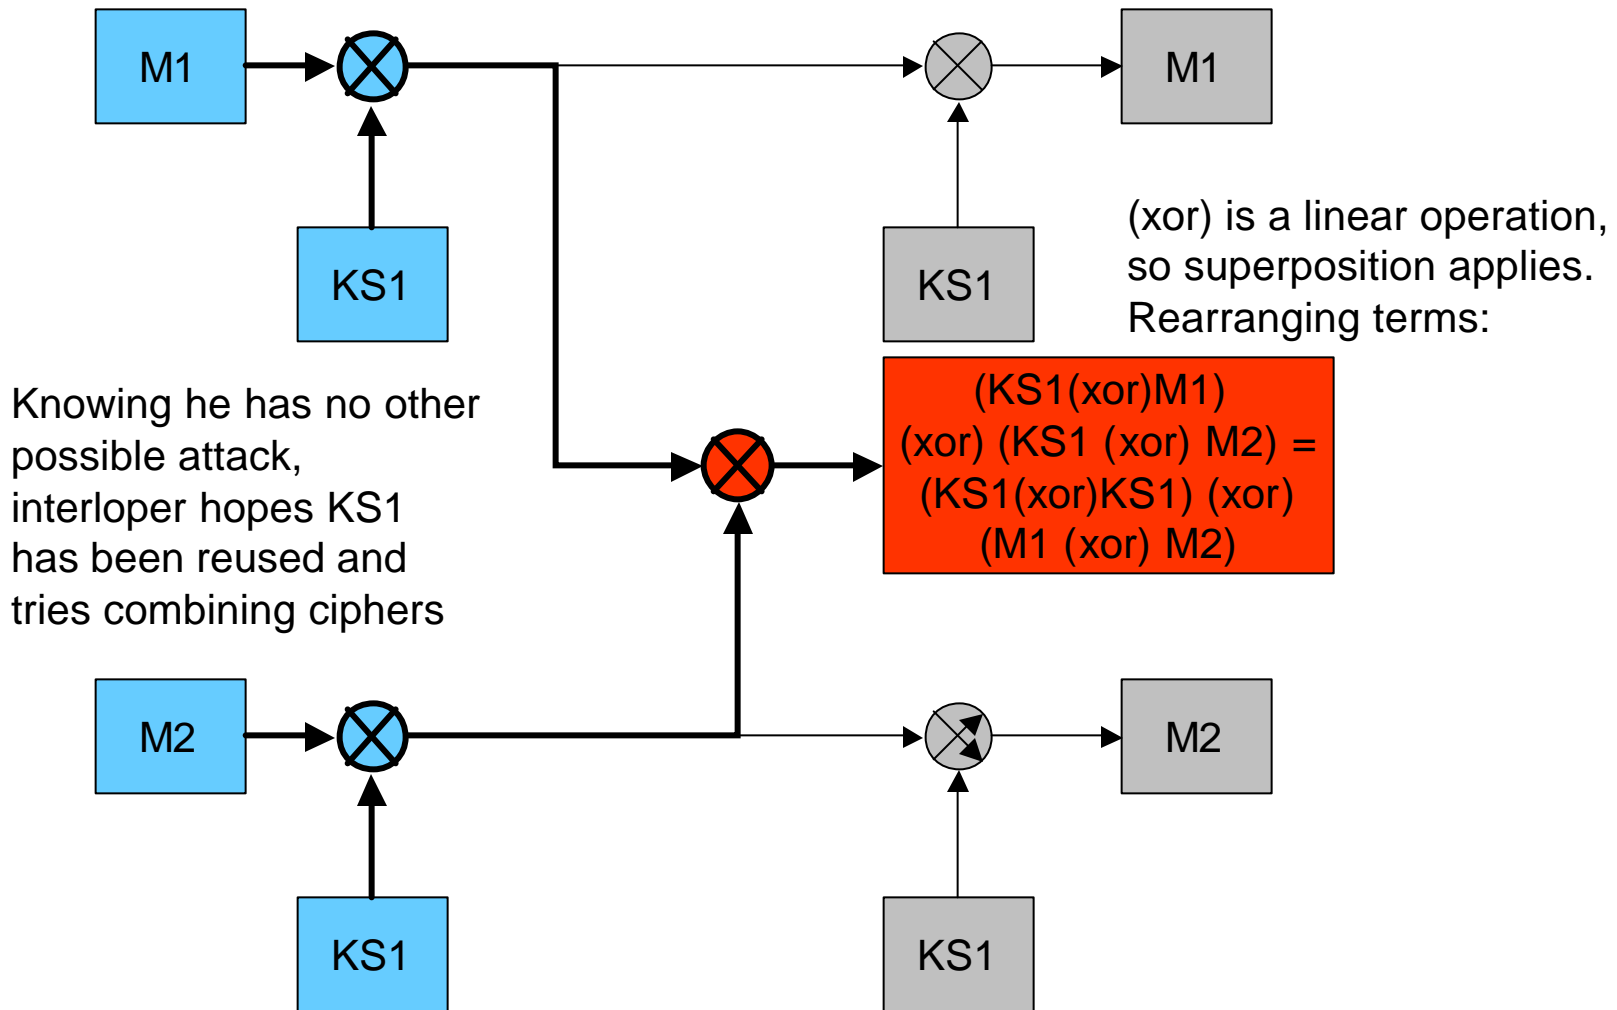 M1
M1
KS1
KS1
(xor) is a linear operation,
so superposition applies.
Rearranging terms:
Knowing he has no other
possible attack,
interloper hopes KS1
has been reused and
tries combining ciphers
(KS1(xor)M1)
(xor) (KS1 (xor) M2) =
(KS1(xor)KS1) (xor)
(M1 (xor) M2)
M2
M2
KS1
KS1